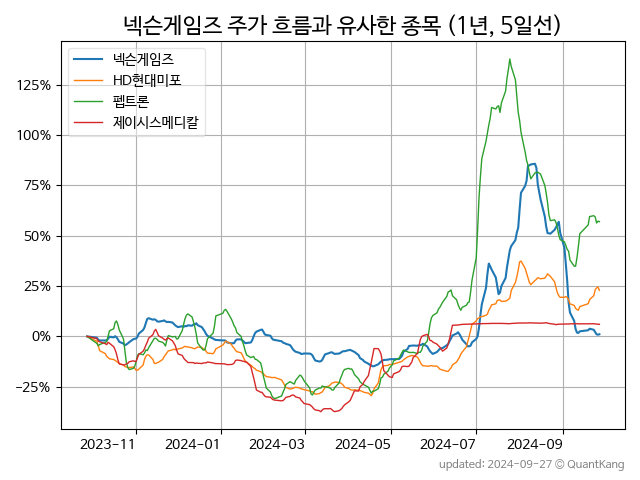 넥슨게임즈 주가 흐름과 유사한 종목 (1년, 5일선)
넥슨게임즈
HD현대미포
펩트론
제이시스메디칼
125%
100%
75%
50%
25%
0%
−25%
2023−11
2024−01
2024−03
2024−05
2024−07
2024−09
updated: 2024−09−27 © QuantKang